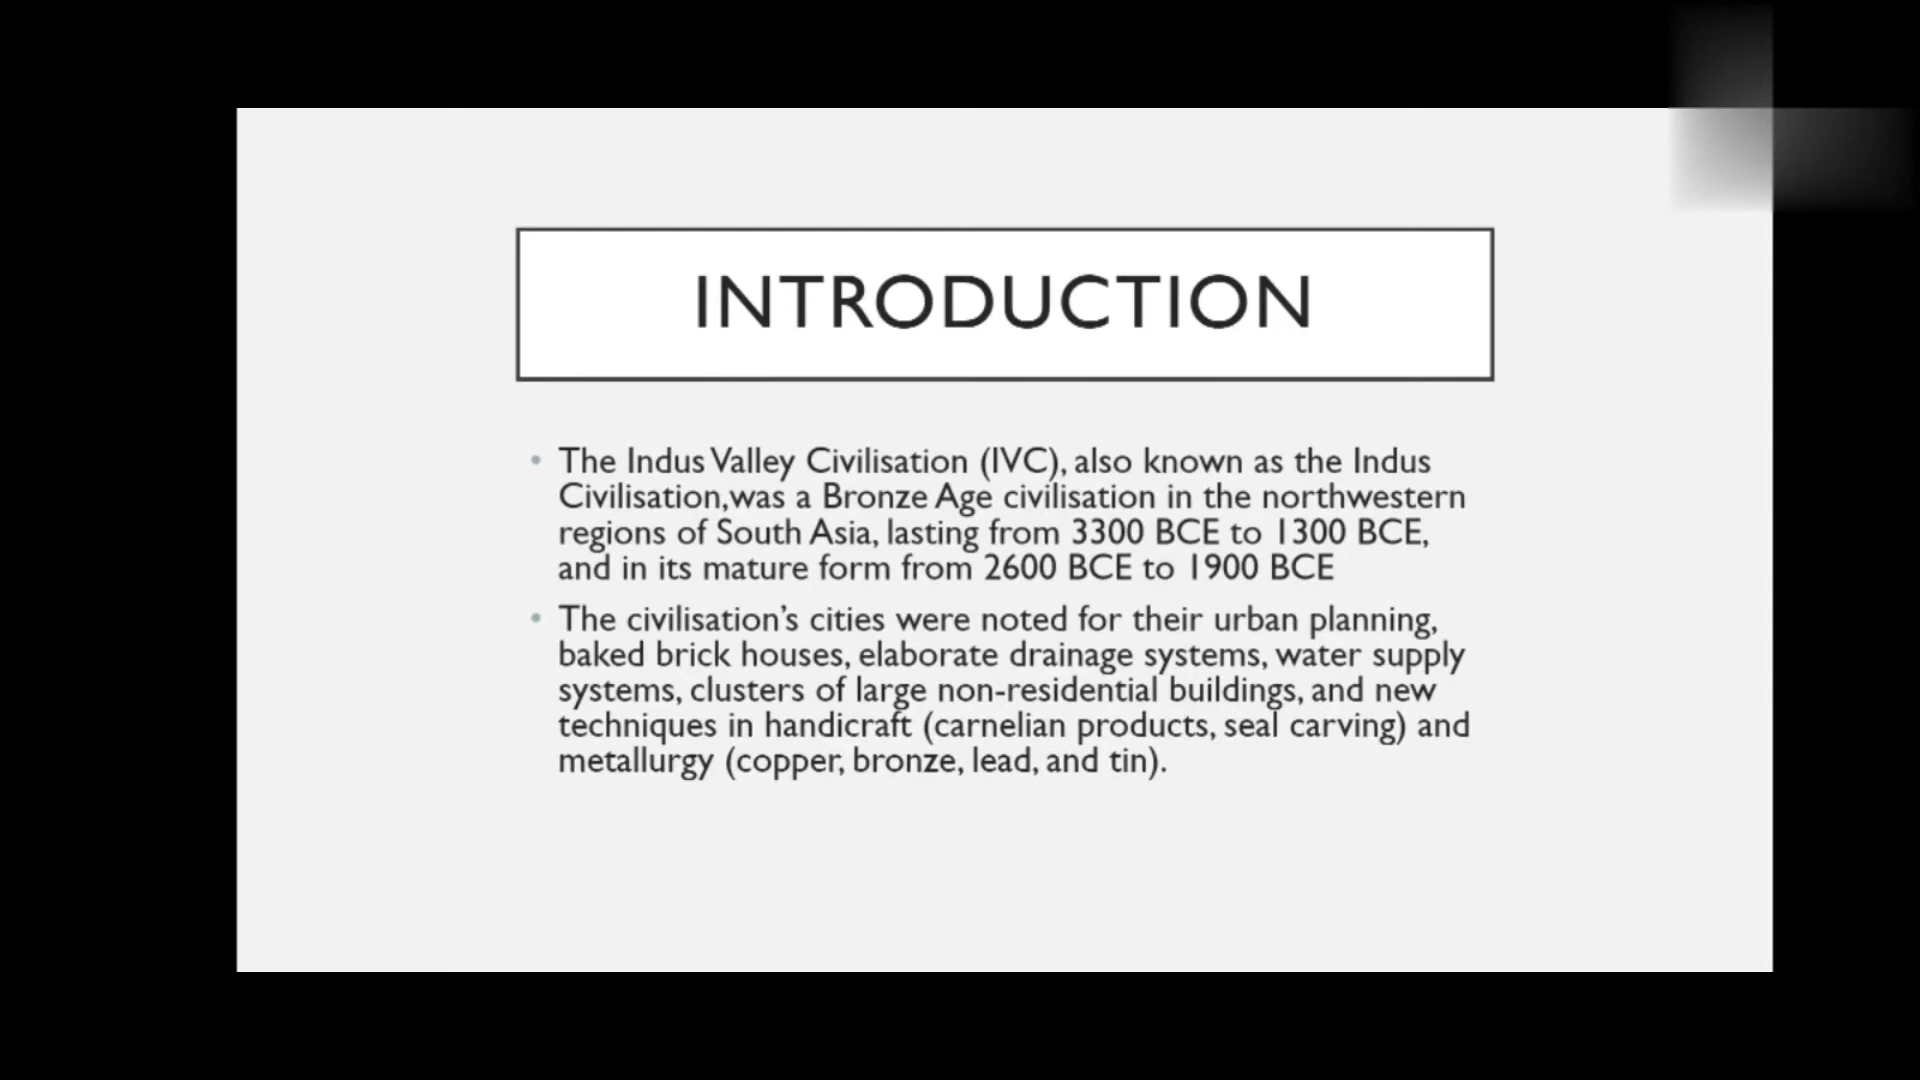 INTRODUCTION
• The Indus Valley Civilisation (IVC), also known as the Indus
Civilisation,was a Bronze Age civilisation in the northwestern
regions of South Asia, lasting from 3300 BCE to 1300 BCE,
and in its mature form from 2600 BCE to 1900 BCE
• The civilisation’s cities were noted for their urban planning,
baked brick houses, elaborate drainage systems, water supply
systems, clusters of large non-residential buildings, and new
techniques in handicraft (carnelian products, seal carving) and
metallurgy (copper, bronze, lead, and tin).